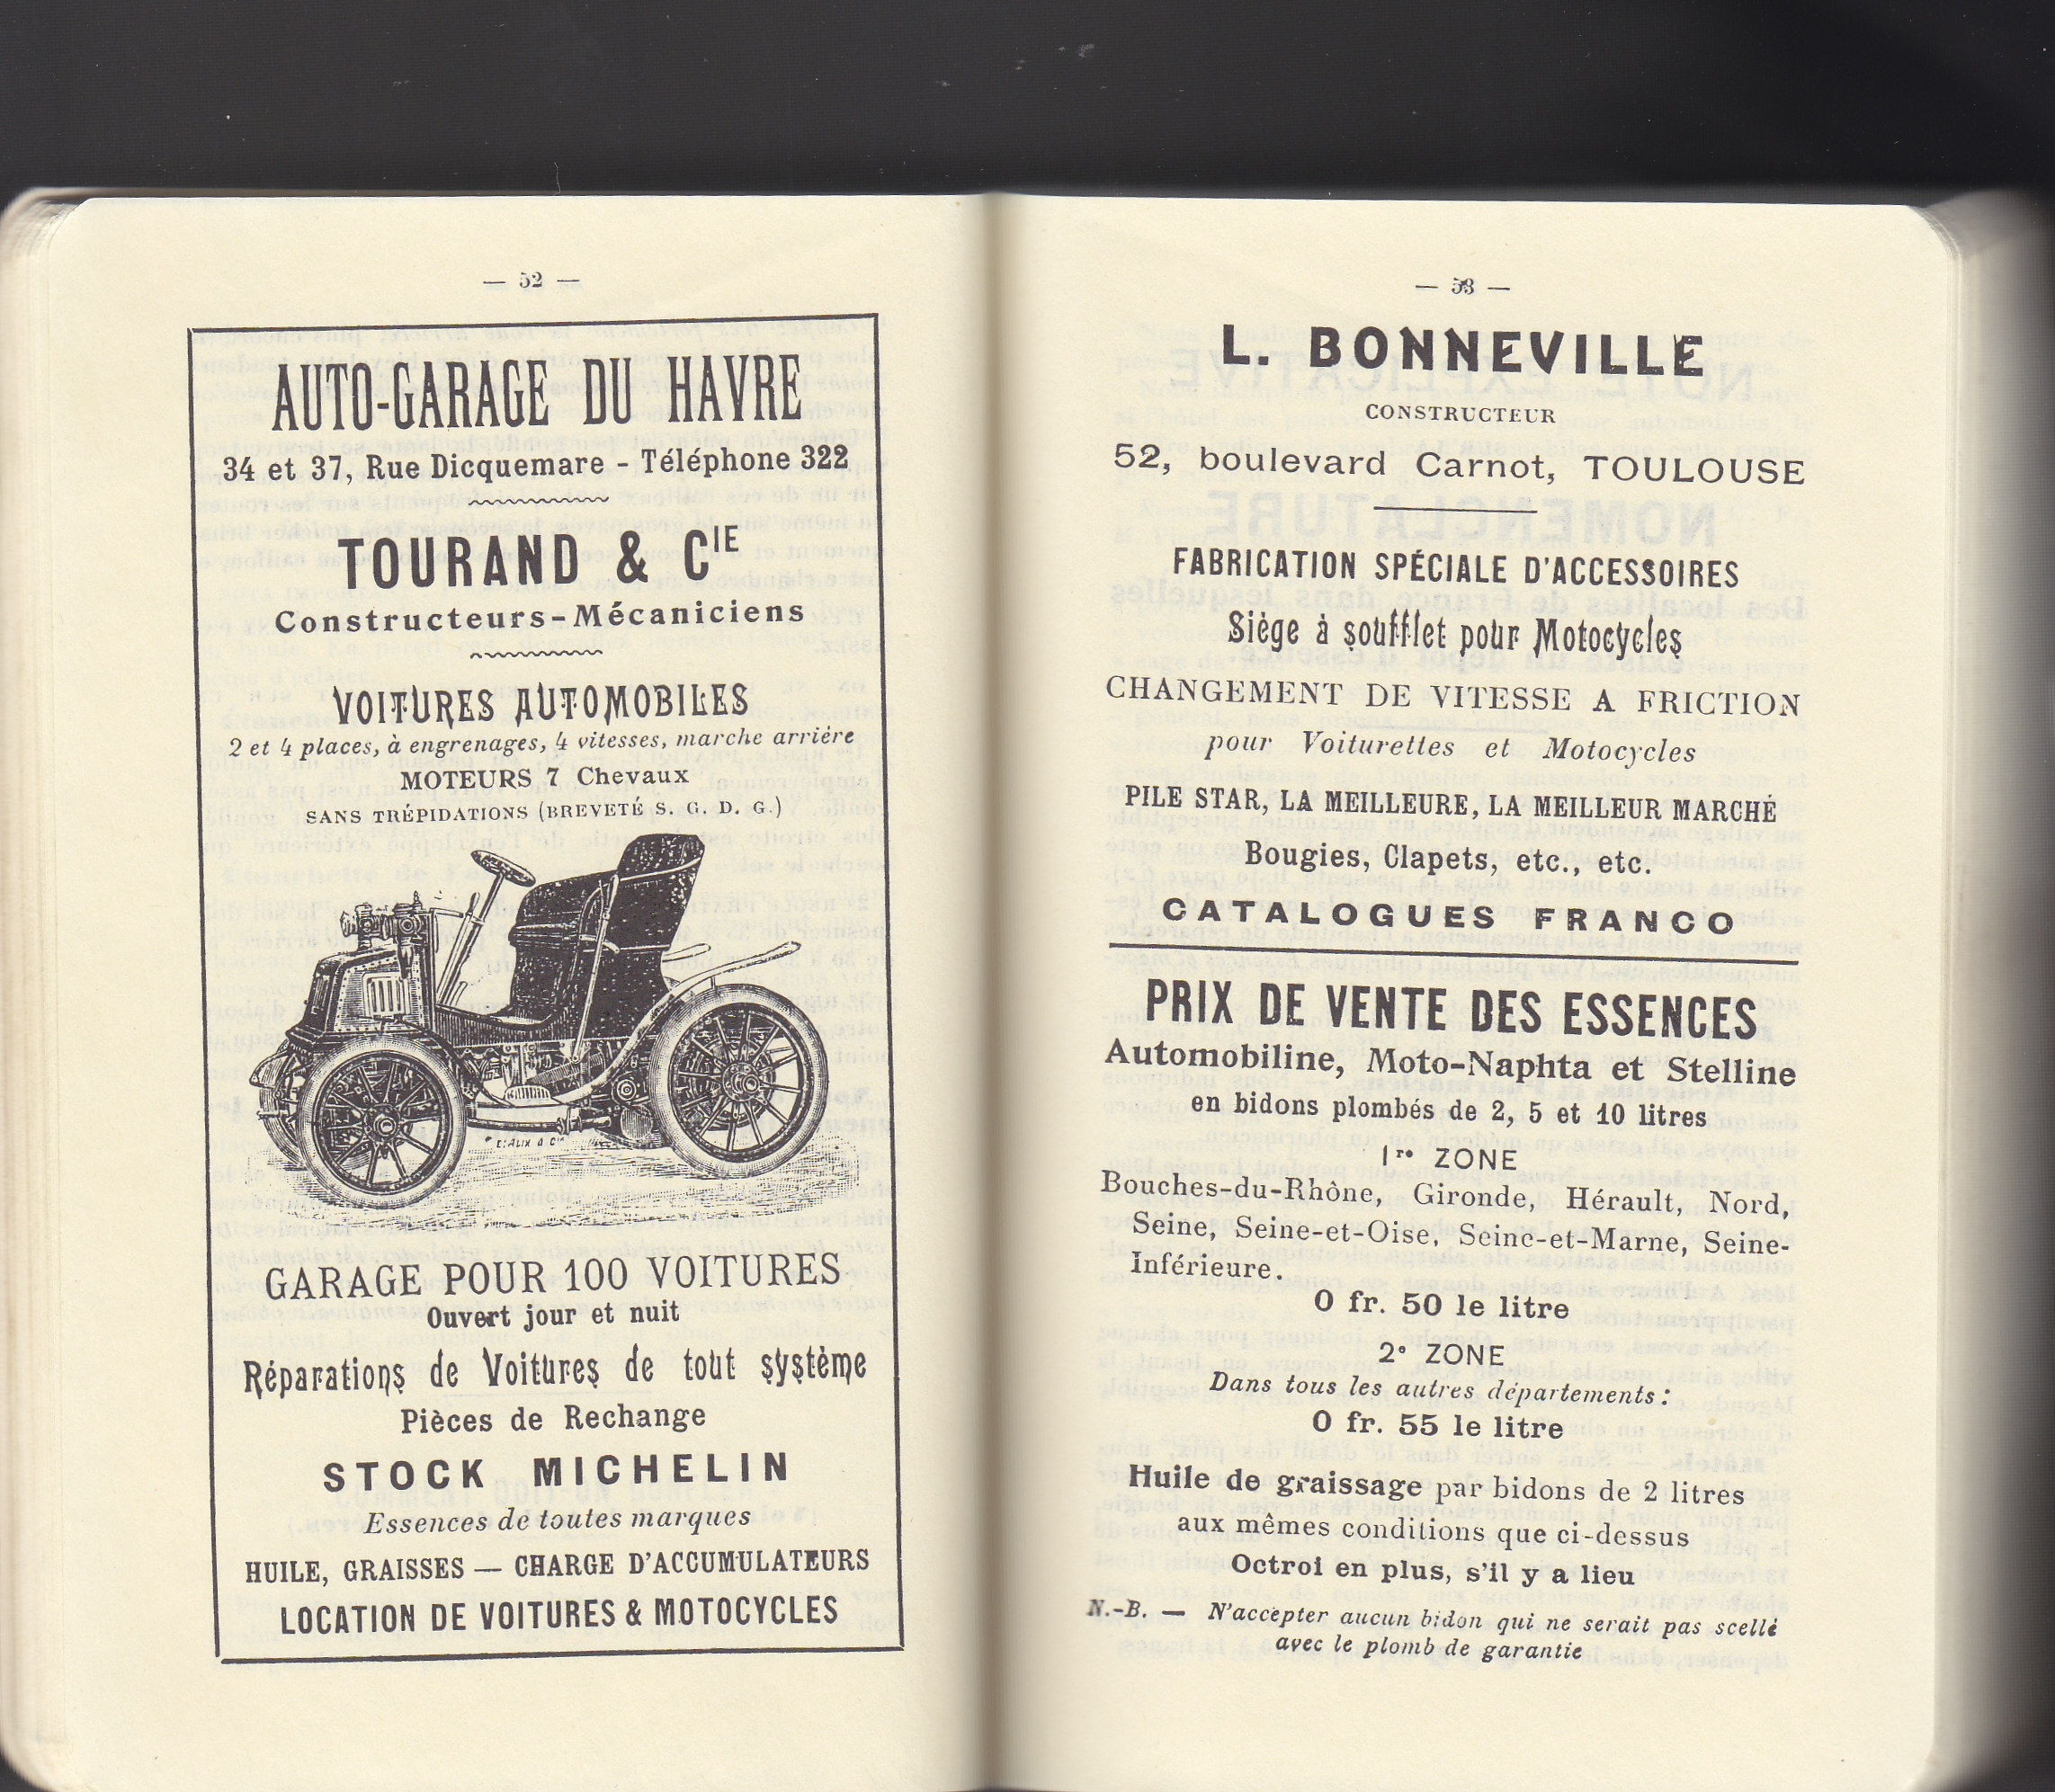 — 52 —
AUTO-GARAGE DU HAVRE
34 et 37, Rue Dicquemare - Téléphone 322
TOURAND & CIE
Constructeurs-Mécaniciens
VOITURES AUTOMOBILES
2 et 4 places, à engrenages, 4 vitesses, marche arrière
MOTEURS 7 Chevaux
SANS TRÉPIDATIONS (BREVETÉ S. G. D. G.)
GARAGE POUR 100 VOITURES
Ouvert jour et nuit
Réparations de Voitures de tout système
Pièces de Rechange
STOCK MICHELIN
Essences de toutes marques
HUILE, GRAISSES — CHARGE D'ACCUMULATEURS
LOCATION DE VOITURES & MOTOCYCLES
— 53 —
L. BONNEVILLE
CONSTRUCTEUR
52, boulevard Carnot, TOULOUSE
FABRICATION SPÉCIALE D'ACCESSOIRES
Siège à soufflet pour Motocycles
CHANGEMENT DE VITESSE A FRICTION
pour Voiturettes et Motocycles
PILE STAR, LA MEILLEURE, LA MEILLEUR MARCHÉ
Bougies, Clapets, etc., etc.
CATALOGUES FRANCO
PRIX DE VENTE DES ESSENCES
Automobiline, Moto-Naphta et Stelline
en bidons plombés de 2, 5 et 10 litres
1re ZONE
Bouches-du-Rhône, Gironde, Hérault, Nord,
Seine, Seine-et-Oise, Seine-et-Marne, Seine-
Inférieure.
0 fr. 50 le litre
2e ZONE
Dans tous les autres départements:
0 fr. 55 le litre
Huile de graissage par bidons de 2 litres
aux mêmes conditions que ci-dessus
Octroi en plus, s'il y a lieu
N.-B. — N'accepter aucun bidon qui ne serait pas scellé
avec le plomb de garantie